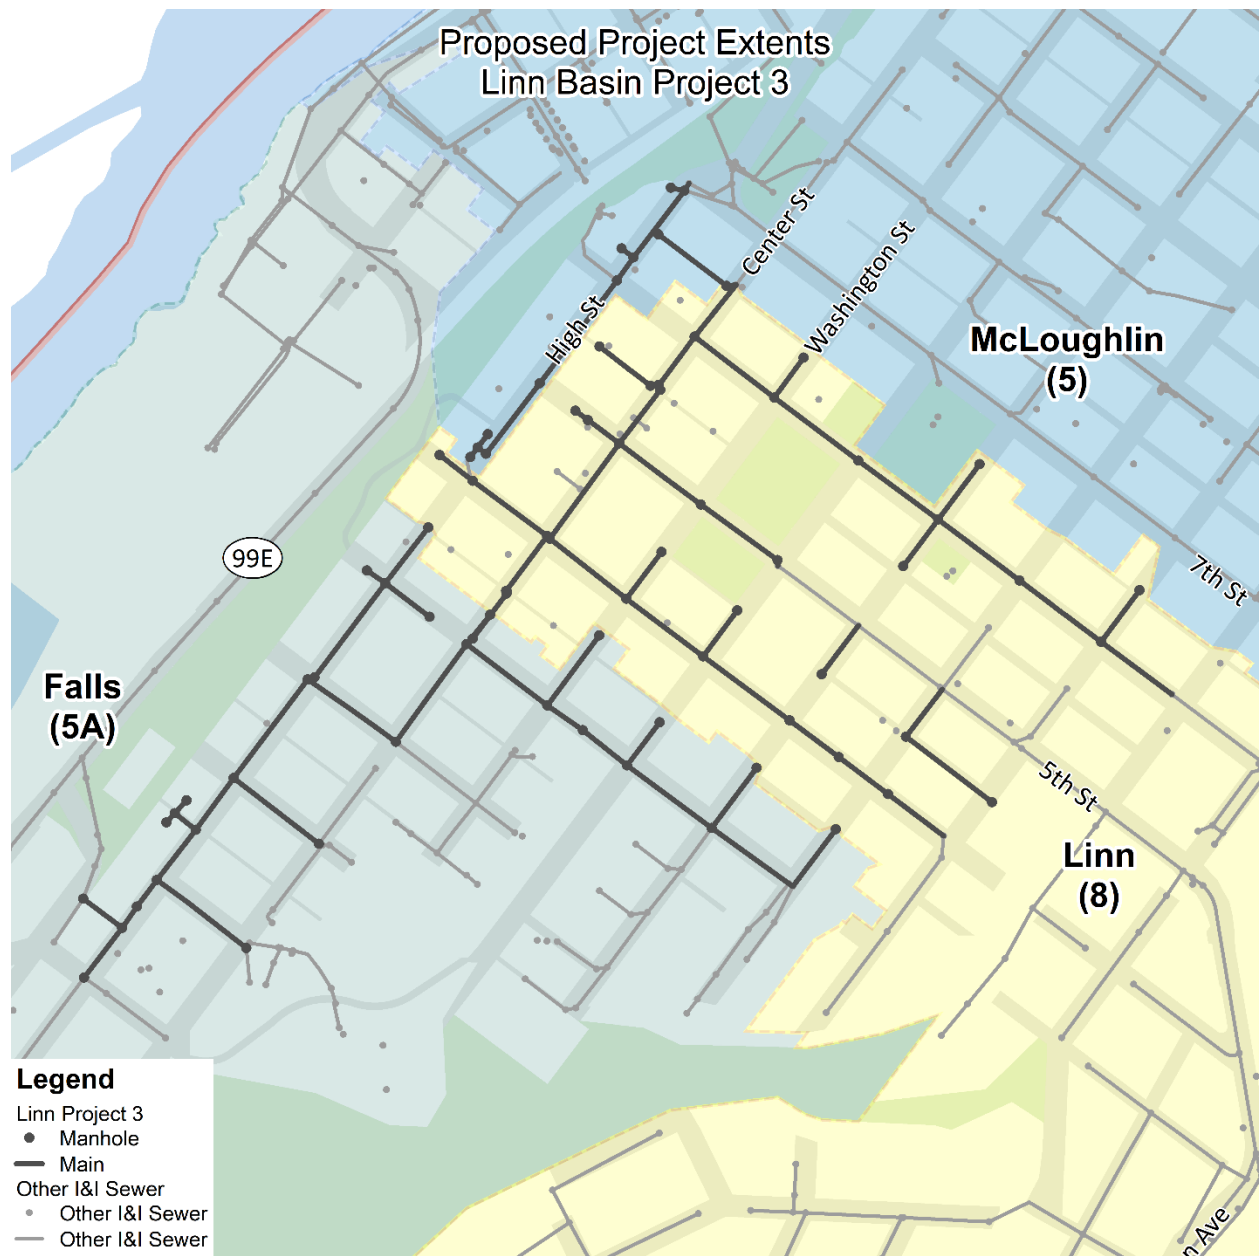 Proposed Project Extents
Linn Basin Project 3
Center St
Washington St
High St
McLoughlin
(5)
99E
7th St
Falls
(5A)
5th St
Linn
(8)
n Ave
Legend
Linn Project 3
Manhole
Main
Other I&I Sewer
Other I&I Sewer
Other I&I Sewer